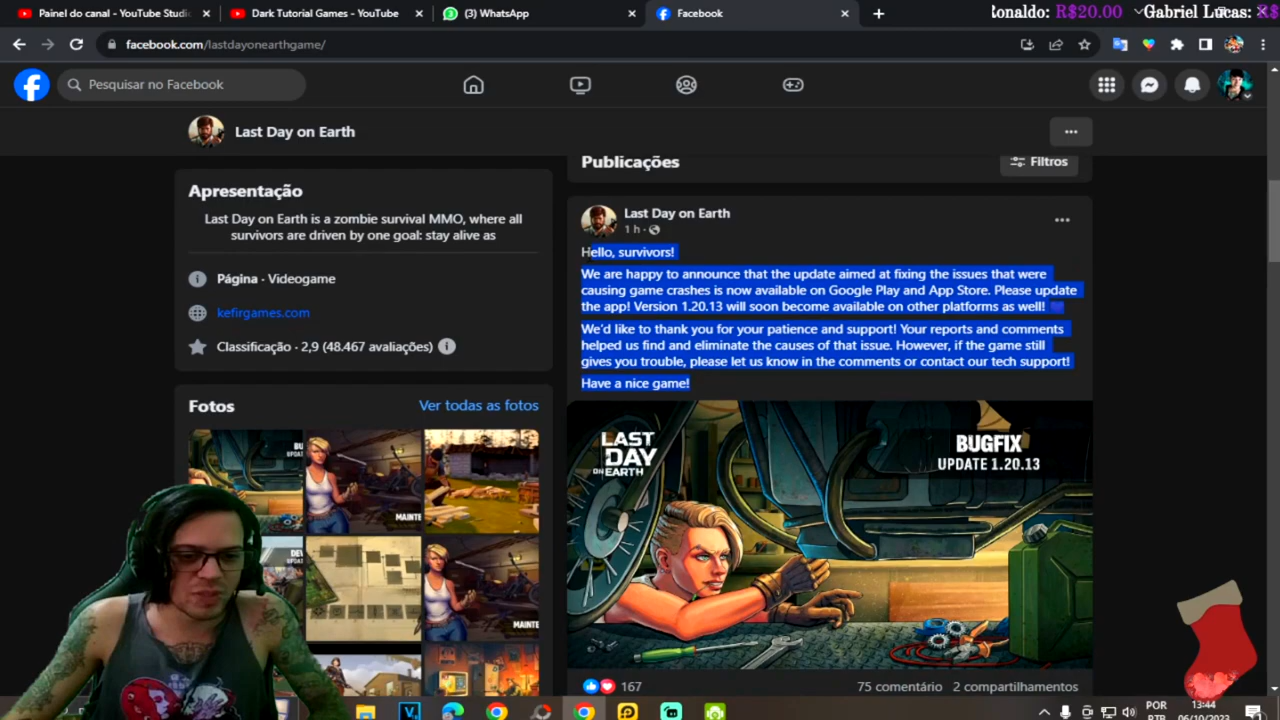 Painel do canal - YouTube Studio
Dark Tutorial Games - YouTube
(3) WhatsApp
Facebook
Ronaldo: R$20.00
Gabriel Lucas: R$
facebook.com/lastdayonearthgame/
Pesquisar no Facebook
Last Day on Earth
Publicações
Filtros
Apresentação
Last Day on Earth is a zombie survival MMO, where all
survivors are driven by one goal: stay alive as
Página · Videogame
kefirgames.com
Classificação · 2,9 (48.467 avaliações)
Fotos
Ver todas as fotos
MAINTE
MAINTE
Last Day on Earth
1 h ·
Hello, survivors!
We are happy to announce that the update aimed at fixing the issues that were
causing game crashes is now available on Google Play and App Store. Please update
the app! Version 1.20.13 will soon become available on other platforms as well!
We'd like to thank you for your patience and support! Your reports and comments
helped us find and eliminate the causes of that issue. However, if the game still
gives you trouble, please let us know in the comments or contact our tech support!
Have a nice game!
LAST
DAY
ON EARTH
BUGFIX
UPDATE 1.20.13
167
75 comentário
2 compartilhamentos
POR
13:44
06/10/2023